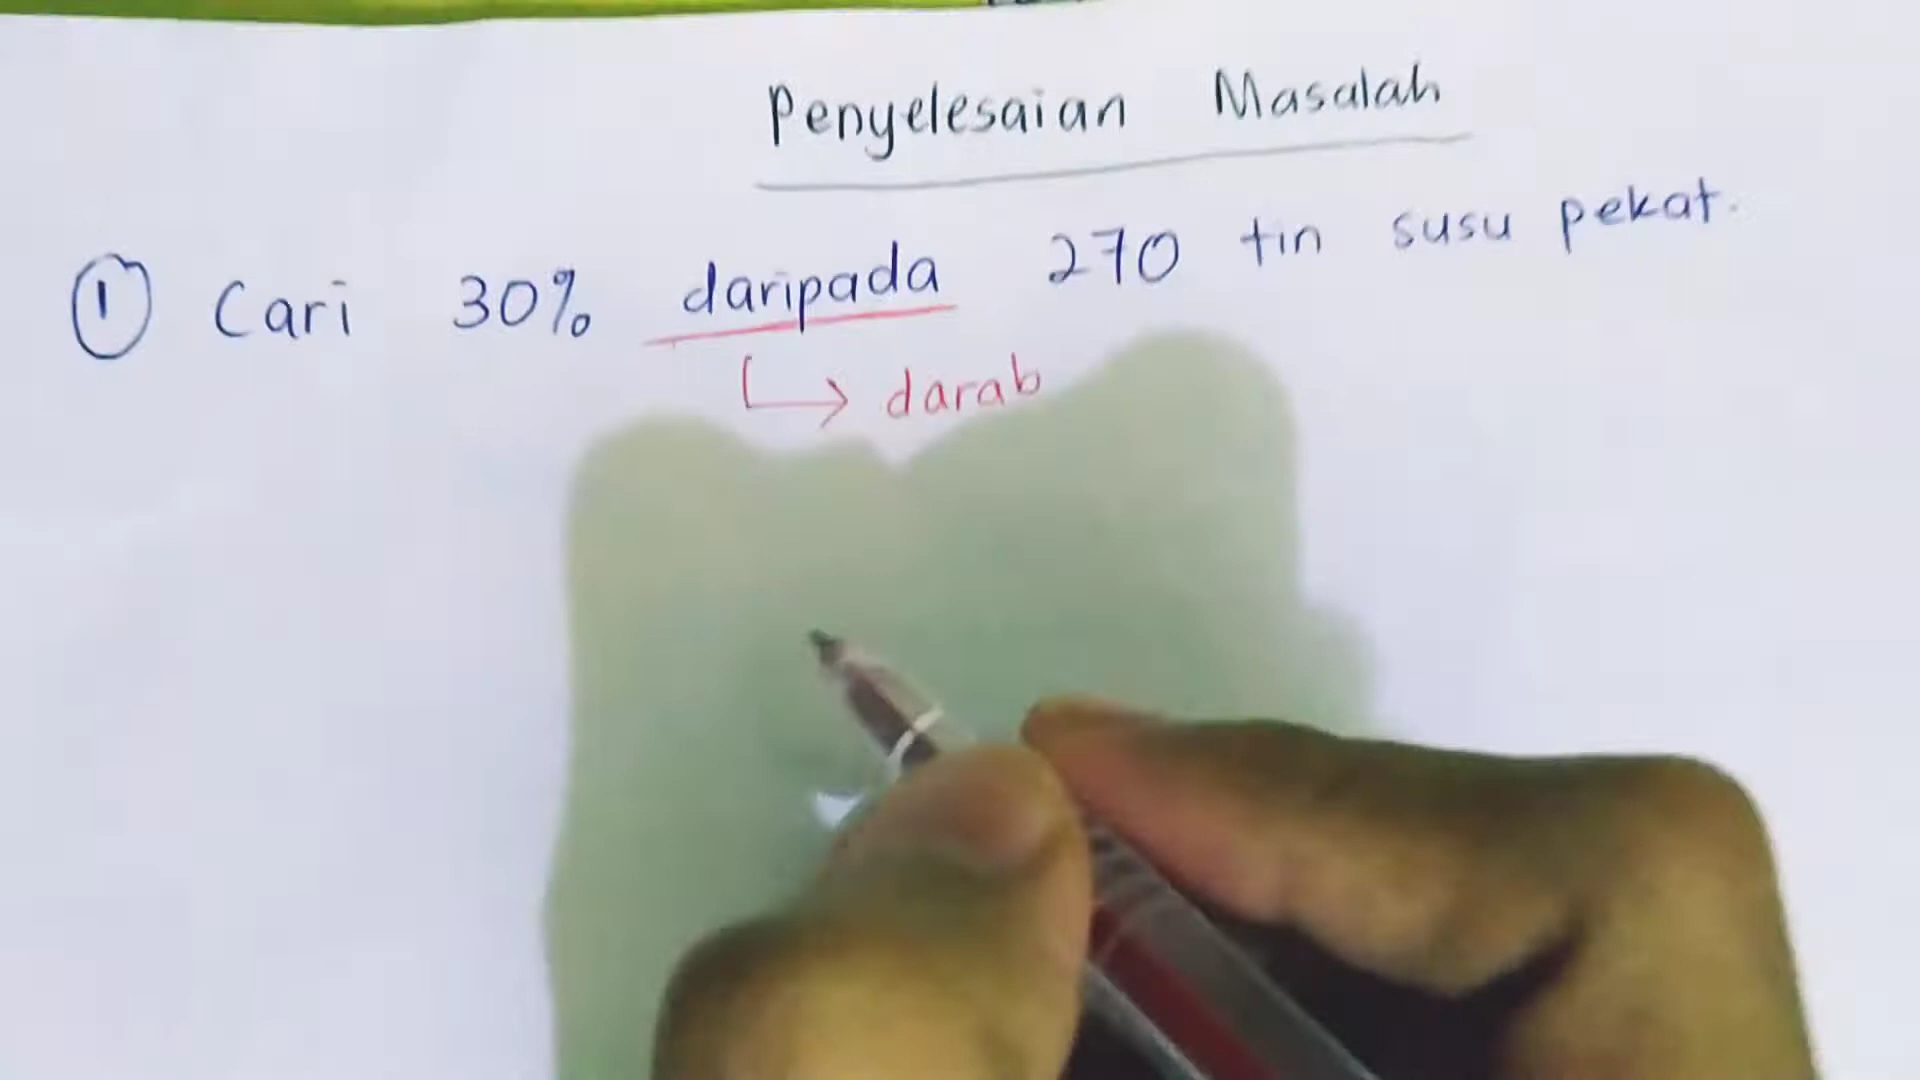 Penyelesaian Masalah
① Cari 30% daripada 270 tin susu pekat.
↳ darab